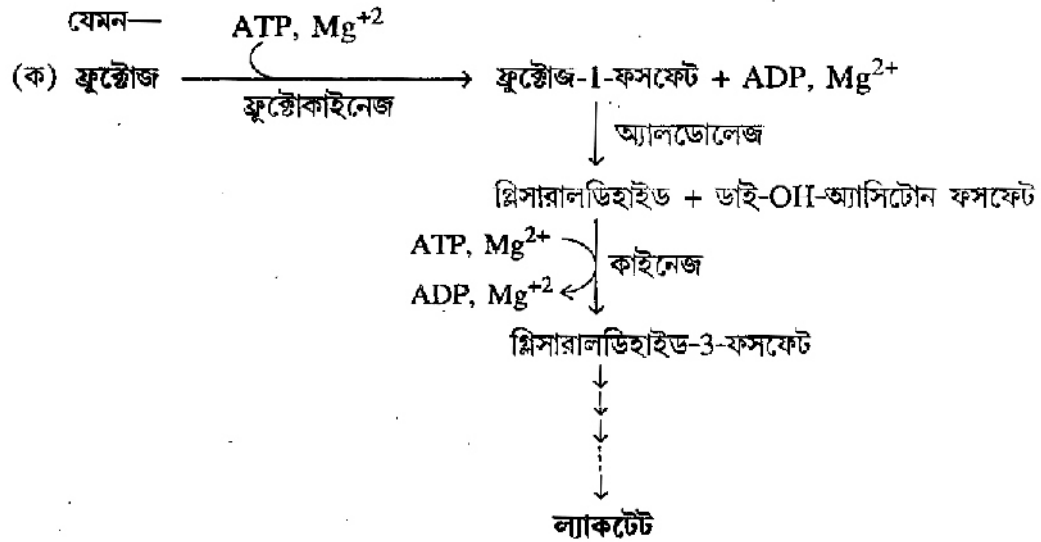 যেমন—
ATP, Mg+2
(ক) ফ্রুক্টোজ ফ্রুক্টোজ-1-ফসফেট + ADP, Mg2+
ফ্রুক্টোকাইনেজ
অ্যালডোলেজ
গ্লিসারালডিহাইড + ডাই-OH-অ্যাসিটোন ফসফেট
ATP, Mg2+
কাইনেজ
ADP, Mg+2
গ্লিসারালডিহাইড-3-ফসফেট
ল্যাকটেট